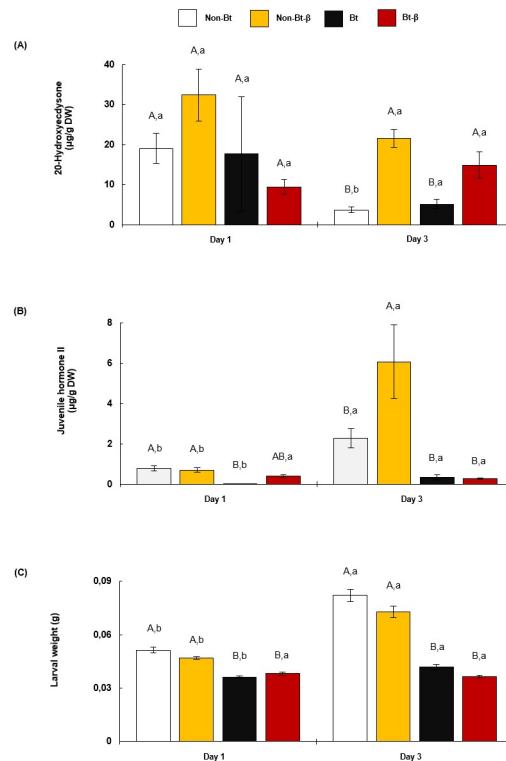 Non-Bt Non-Bt-β Bt Bt-β
(A)
20-Hydroxyecdysone
(µg/g DW)
40
30
20
10
0
A,a A,a A,a A,a
B,b A,a B,a A,a
Day 1 Day 3
(B)
Juvenile hormone II
(µg/g DW)
8
6
4
2
0
A,b A,b B,b AB,a
B,a A,a B,a B,a
Day 1 Day 3
(C)
Larval weight (g)
0,09
0,06
0,03
0
A,b A,b B,b B,a
A,a A,a B,a B,a
Day 1 Day 3